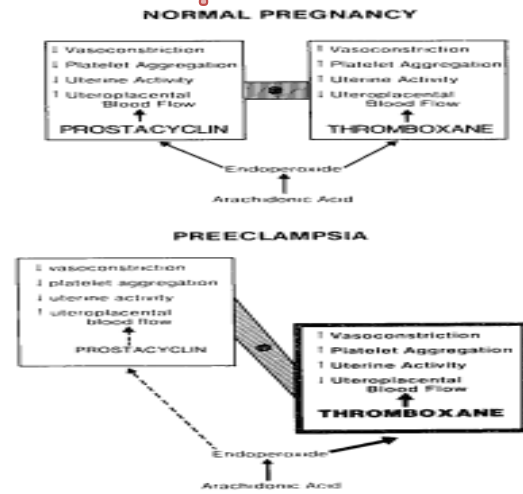 NORMAL PREGNANCY
↓ Vasoconstriction
↓ Platelet Aggregation
↓ Uterine Activity
↑ Uteroplacental
Blood Flow
PROSTACYCLIN
↑ Vasoconstriction
↑ Platelet Aggregation
↑ Uterine Activity
↓ Uteroplacental
Blood Flow
THROMBOXANE
Endoperoxide
Arachidonic Acid
PREECLAMPSIA
↓ vasoconstriction
↓ platelet aggregation
↓ uterine activity
↑ uteroplacental
blood flow
PROSTACYCLIN
↑ Vasoconstriction
↑ Platelet Aggregation
↑ Uterine Activity
↓ Uteroplacental
Blood Flow
THROMBOXANE
Endoperoxide
Arachidonic Acid